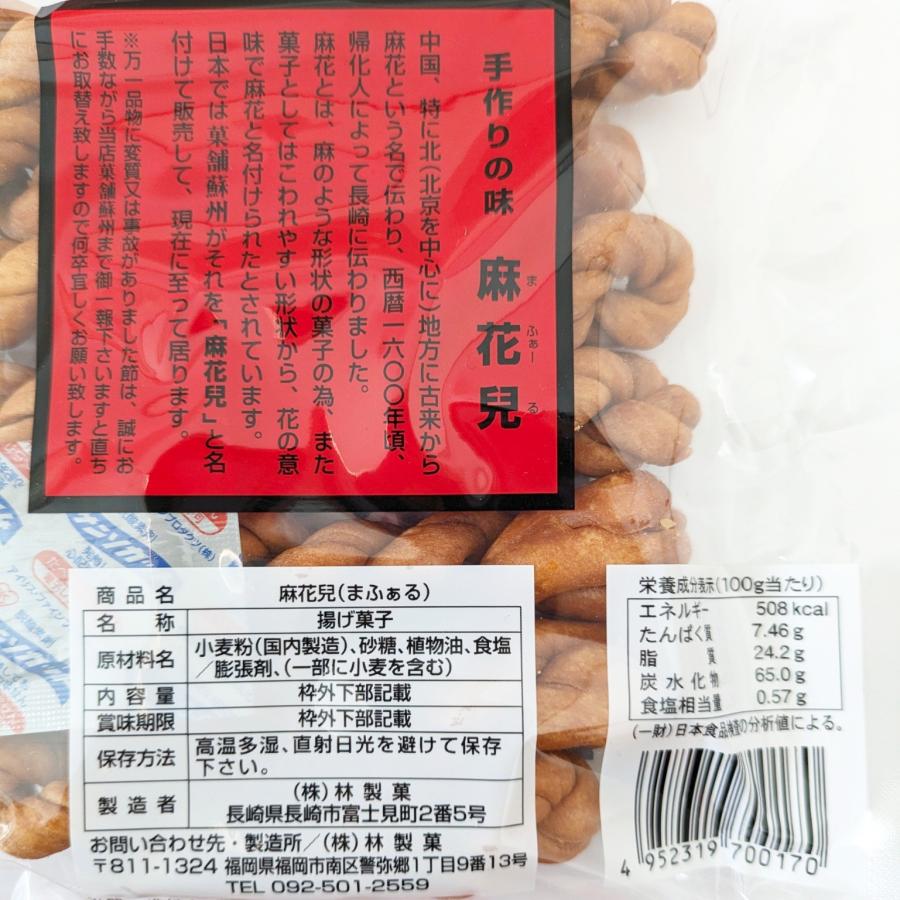 手作りの味 麻花兒
まふぁーる
中国、特に北(北京を中心に)地方に古来から
麻花という名で伝わり、西暦一六〇〇年頃、
帰化人によって長崎に伝わりました。
麻花とは、麻のような形状の菓子の為、また
菓子としてはこわれやすい形状から、花の意
味で麻花と名付けられたとされています。
日本では菓舗蘇州がそれを「麻花兒」と名
付けて販売して、現在に至って居ります。
※万一品物に変質又は事故がありました節は、誠にお
手数ながら当店菓舗蘇州まで御一報下さいますと直ち
にお取替え致しますので何卒宜しくお願い致します。
商品名 麻花兒(まふぁる)
名称 揚げ菓子
原材料名 小麦粉(国内製造)、砂糖、植物油、食塩
/膨張剤、(一部に小麦を含む)
内容量 枠外下部記載
賞味期限 枠外下部記載
保存方法 高温多湿、直射日光を避けて保存
下さい。
製造者 (株)林製菓
長崎県長崎市富士見町2番5号
お問い合わせ先・製造所/(株)林製菓
〒811-1324 福岡県福岡市南区警弥郷1丁目9番13号
TEL 092-501-2559
栄養成分表示(100g当たり)
エネルギー 508kcal
たんぱく質 7.46g
脂質 24.2g
炭水化物 65.0g
食塩相当量 0.57g
(一財)日本食品検査の分析値による。
4 952319 700170